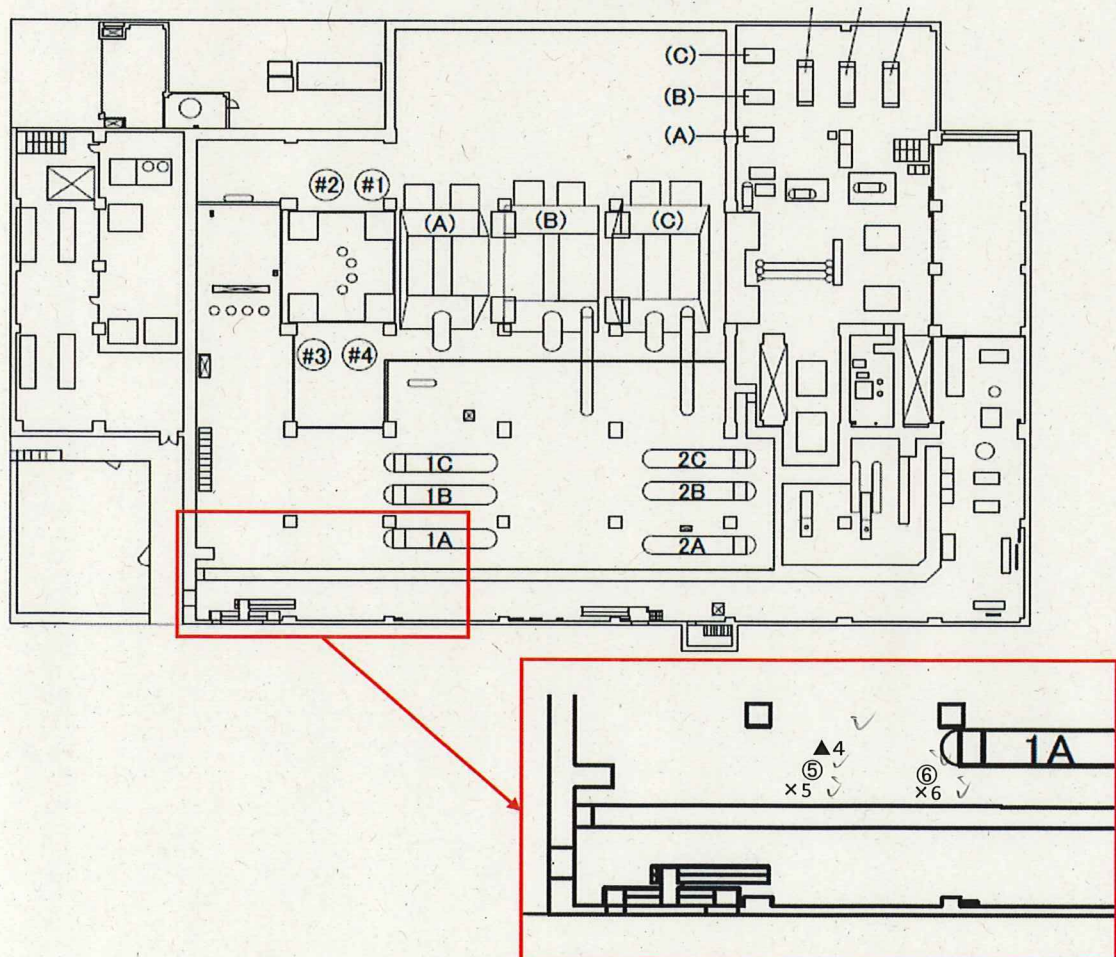 (C)
(B)
(A)
#2 #1
(A) (B) (C)
#3 #4
1C 2C
1B 2B
1A 2A
1A
▲4
⑤ ⑥
×5 ×6